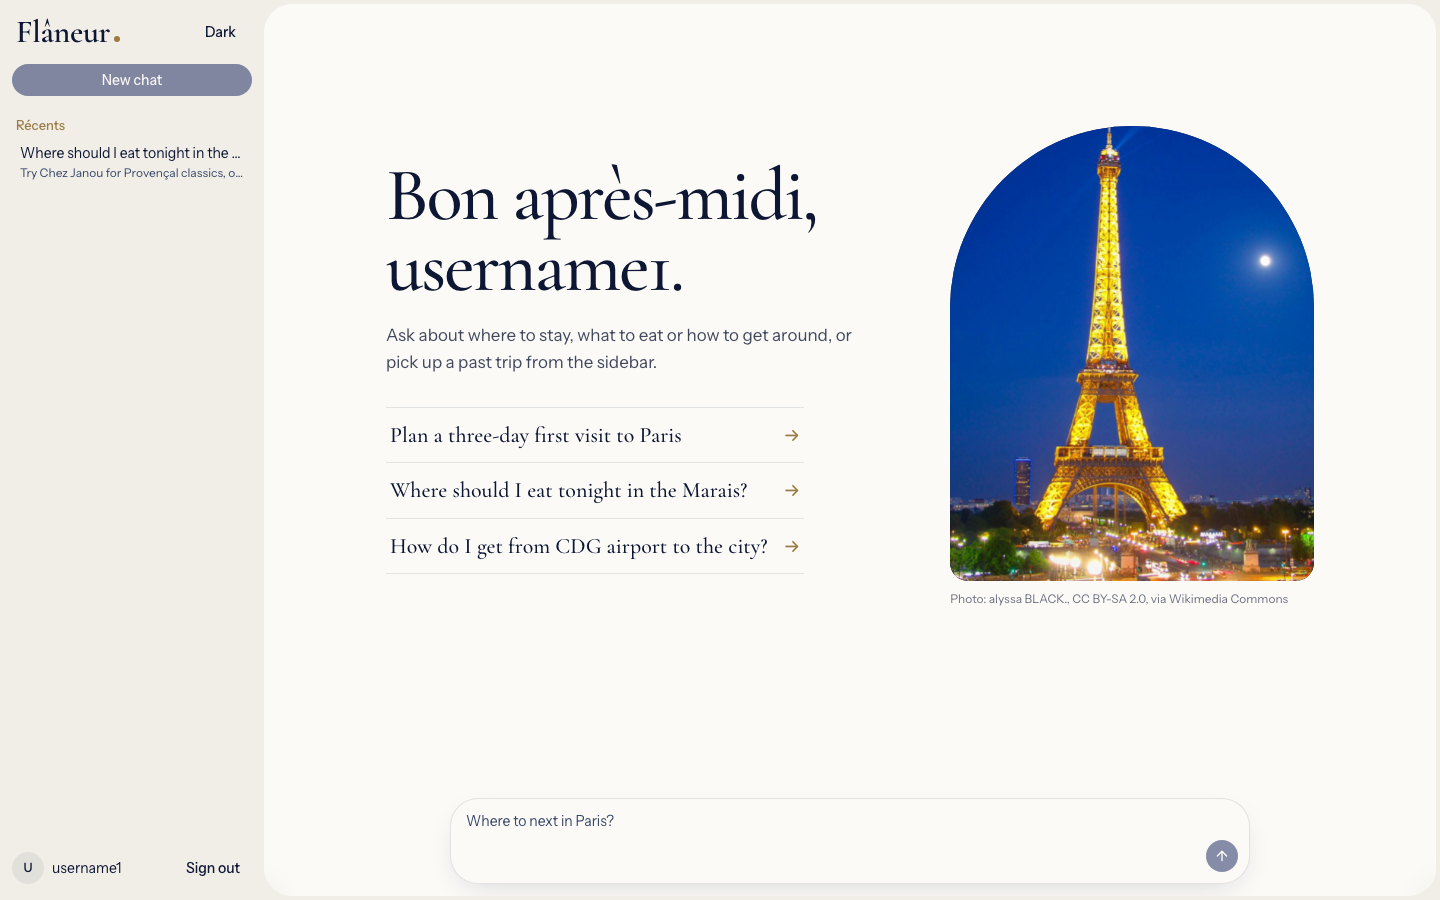 Flâneur.
Dark
New chat
Récents
Where should I eat tonight in the ...
Try Chez Janou for Provençal classics, o...
Bon après-midi,
username1.
Ask about where to stay, what to eat or how to get around, or
pick up a past trip from the sidebar.
Plan a three-day first visit to Paris
Where should I eat tonight in the Marais?
How do I get from CDG airport to the city?
Photo: alyssa BLACK., CC BY-SA 2.0, via Wikimedia Commons
Where to next in Paris?
U
username1
Sign out